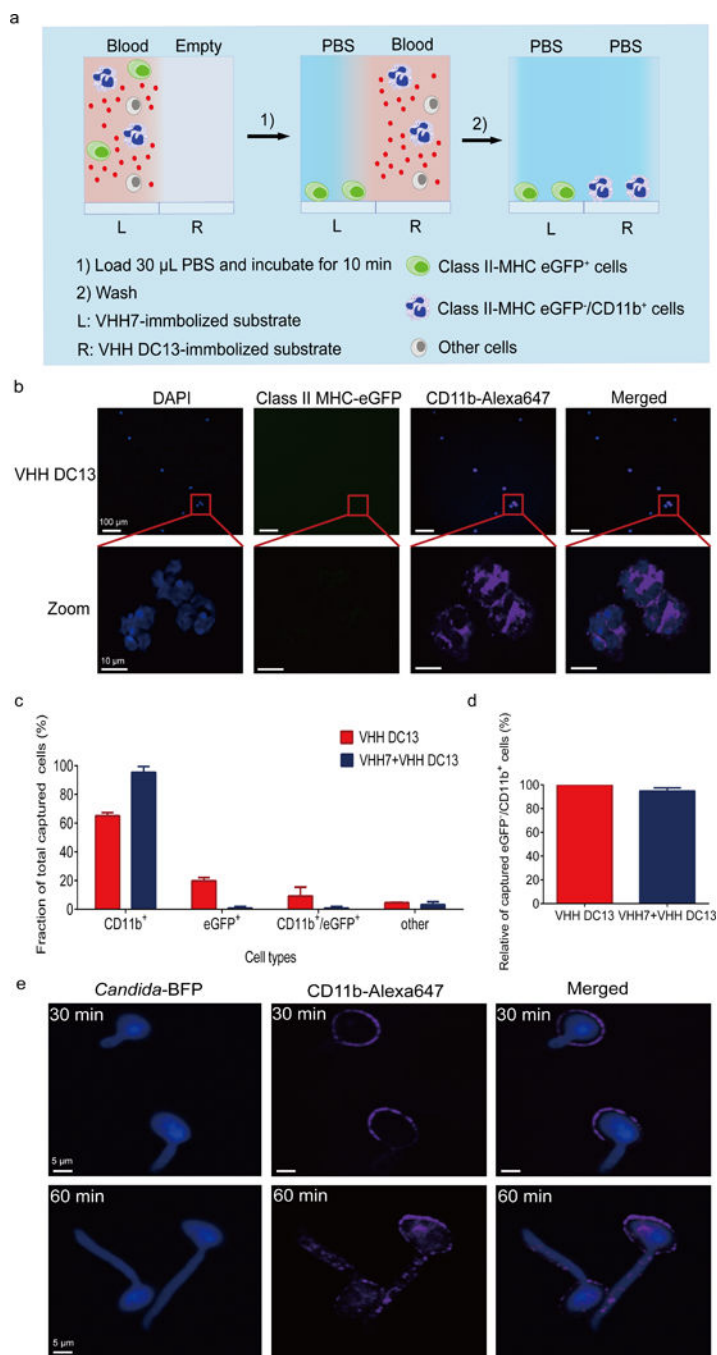 a
Blood Empty PBS Blood PBS PBS
1) 2)
L R L R L R
1) Load 30 µL PBS and incubate for 10 min
2) Wash
L: VHH7-immbolized substrate
R: VHH DC13-immbolized substrate
Class II-MHC eGFP⁺ cells
Class II-MHC eGFP⁻/CD11b⁺ cells
Other cells
b
DAPI Class II MHC-eGFP CD11b-Alexa647 Merged
VHH DC13
100 µm
Zoom
10 µm
c
Fraction of total captured cells (%)
100
80
60
40
20
0
VHH DC13
VHH7+VHH DC13
CD11b⁺ eGFP⁺ CD11b⁺/eGFP⁺ other
Cell types
d
Relative of captured eGFP⁻/CD11b⁺ cells (%)
100
80
60
40
20
0
VHH DC13 VHH7+VHH DC13
e
Candida-BFP CD11b-Alexa647 Merged
30 min 30 min 30 min
5 µm
60 min 60 min 60 min
5 µm